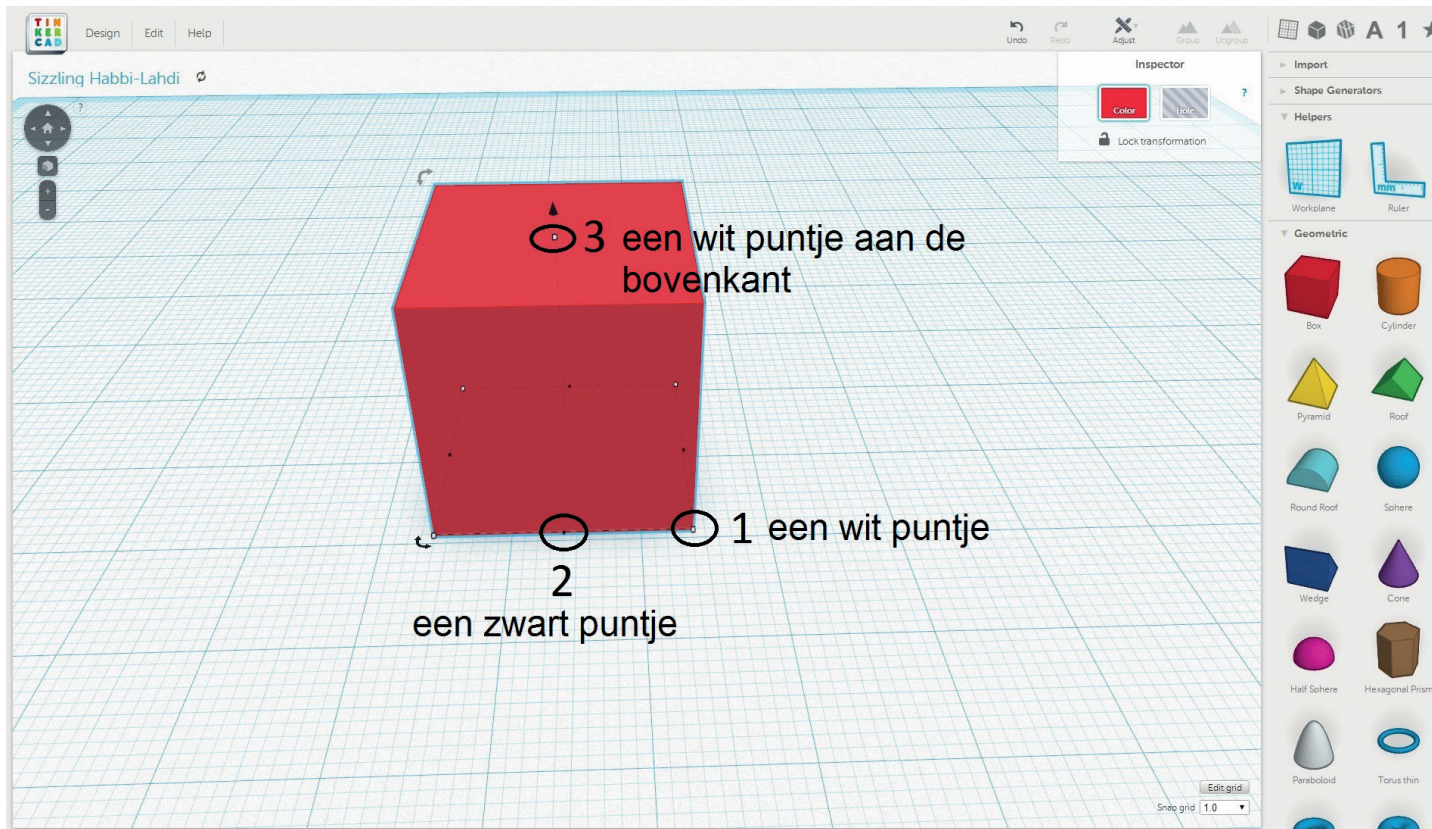 TIN
KER
CAD
Design Edit Help
Undo Redo Adjust Group Ungroup
A 1
Sizzling Habbi-Lahdi
?
Inspector
Color Hole
?
Lock transformation
Import
Shape Generators
Helpers
W mm
Workplane Ruler
Geometric
Box Cylinder
Pyramid Roof
Round Roof Sphere
Wedge Cone
Half Sphere Hexagonal Prism
Paraboloid Torus thin
+
-
3 een wit puntje aan de
bovenkant
1 een wit puntje
2
een zwart puntje
Edit grid
Snap grid 1.0